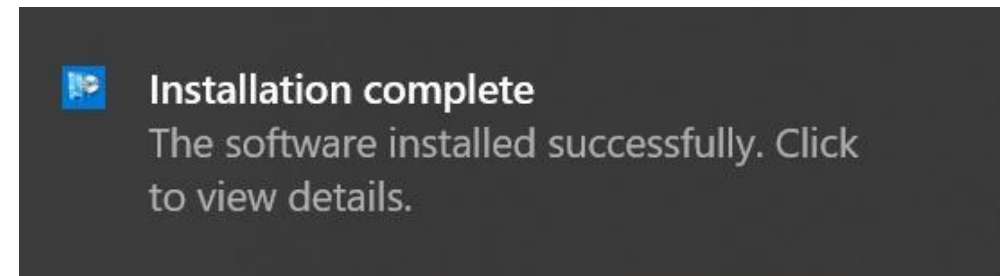 Installation complete
The software installed successfully. Click
to view details.